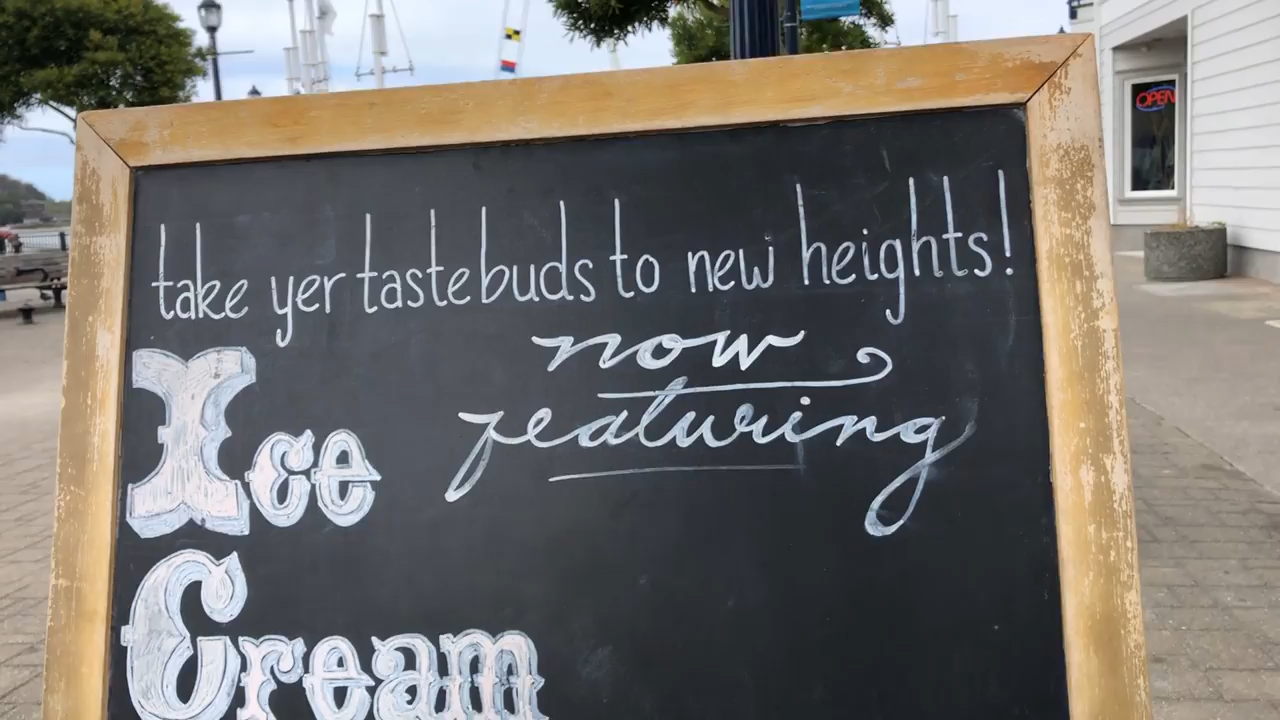 take yer tastebuds to new heights!
now
featuring
Ice
Cream
OPEN